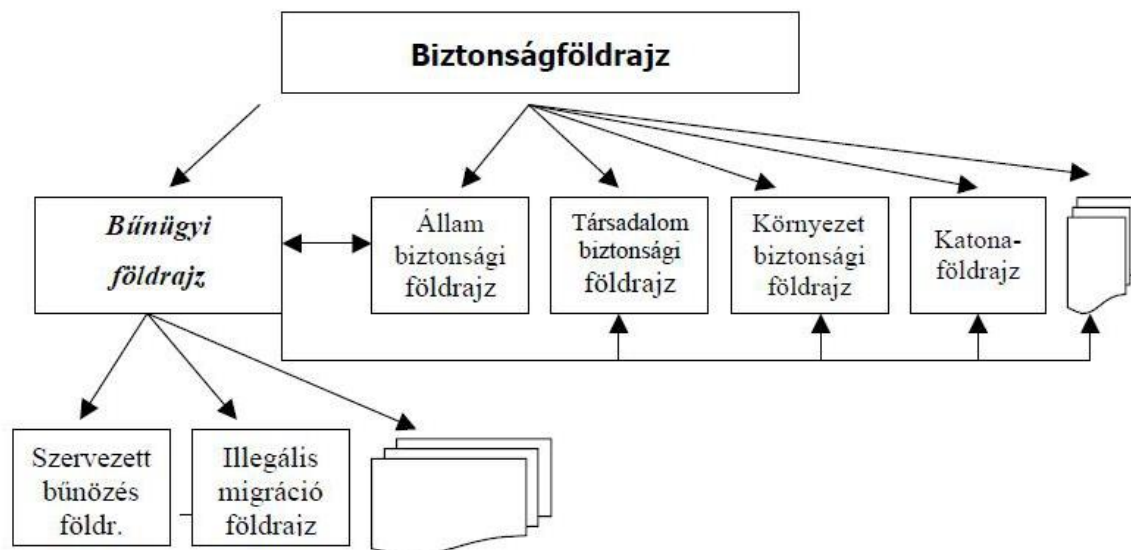 Biztonságföldrajz
Bűnügyi
földrajz
Állam
biztonsági
földrajz
Társadalom
biztonsági
földrajz
Környezet
biztonsági
földrajz
Katona-
földrajz
Szervezett
bűnözés
földr.
Illegális
migráció
földrajz